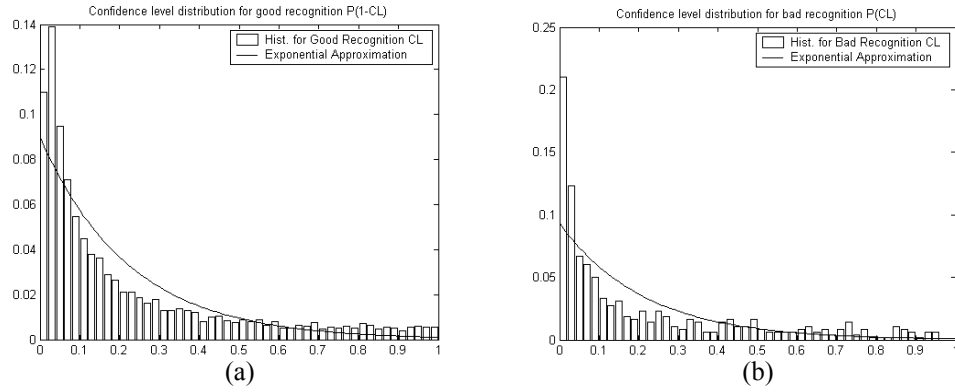 Confidence level distribution for good recognition P(1-CL)
0.14
0.12
0.1
0.08
0.06
0.04
0.02
0
Hist. for Good Recognition CL
Exponential Approximation
0 0.1 0.2 0.3 0.4 0.5 0.6 0.7 0.8 0.9 1
(a)
Confidence level distribution for bad recognition P(CL)
0.25
0.2
0.15
0.1
0.05
0
Hist. for Bad Recognition CL
Exponential Approximation
0 0.1 0.2 0.3 0.4 0.5 0.6 0.7 0.8 0.9 1
(b)